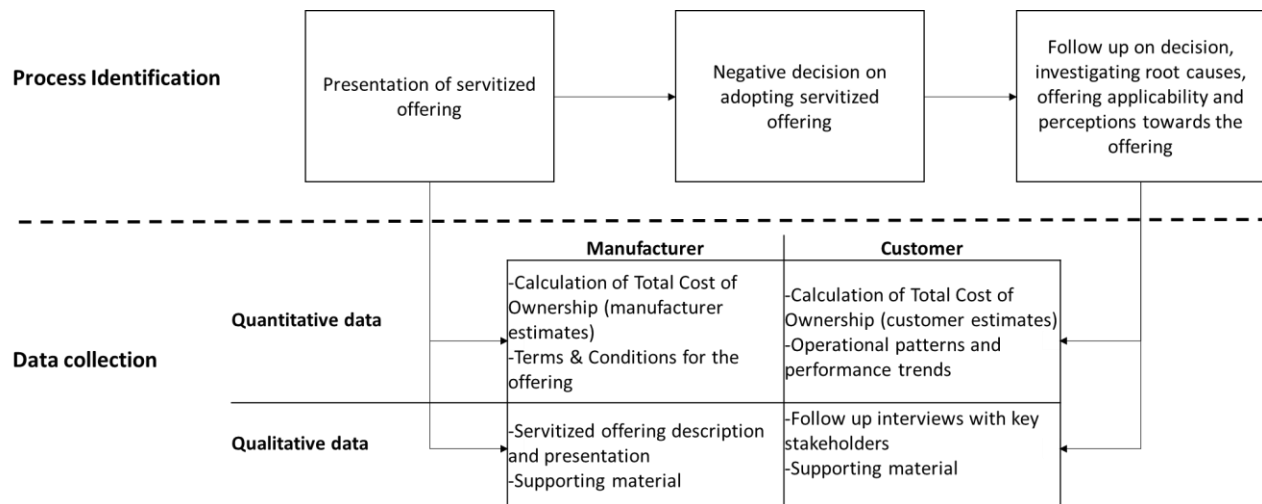 Process Identification
Presentation of servitized
offering
Negative decision on
adopting servitized
offering
Follow up on decision,
investigating root causes,
offering applicability and
perceptions towards the
offering
Manufacturer
Customer
Data collection
Quantitative data
-Calculation of Total Cost of
Ownership (manufacturer
estimates)
-Terms & Conditions for the
offering
-Calculation of Total Cost of
Ownership (customer estimates)
-Operational patterns and
performance trends
Qualitative data
-Servitized offering description
and presentation
-Supporting material
-Follow up interviews with key
stakeholders
-Supporting material